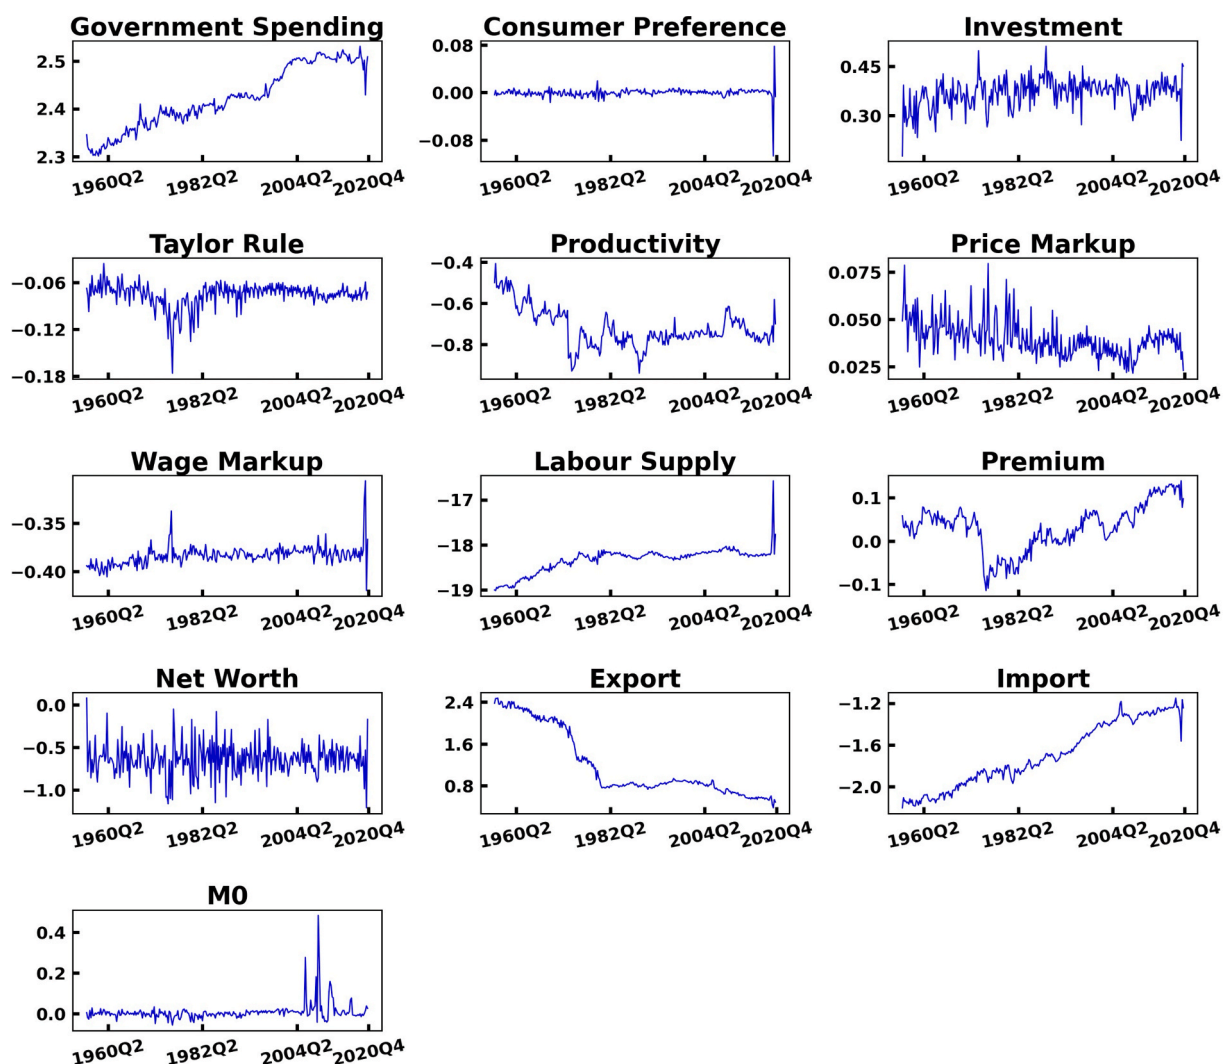 Government Spending
Consumer Preference
Investment
2.5
2.4
2.3
1960Q2
1982Q2
2004Q2
2020Q4
0.08
0.00
−0.08
1960Q2
1982Q2
2004Q2
2020Q4
0.45
0.30
1960Q2
1982Q2
2004Q2
2020Q4
Taylor Rule
Productivity
Price Markup
−0.06
−0.12
−0.18
1960Q2
1982Q2
2004Q2
2020Q4
−0.4
−0.6
−0.8
1960Q2
1982Q2
2004Q2
2020Q4
0.075
0.050
0.025
1960Q2
1982Q2
2004Q2
2020Q4
Wage Markup
Labour Supply
Premium
−0.35
−0.40
1960Q2
1982Q2
2004Q2
2020Q4
−17
−18
−19
1960Q2
1982Q2
2004Q2
2020Q4
0.1
0.0
−0.1
1960Q2
1982Q2
2004Q2
2020Q4
Net Worth
Export
Import
0.0
−0.5
−1.0
1960Q2
1982Q2
2004Q2
2020Q4
2.4
1.6
0.8
1960Q2
1982Q2
2004Q2
2020Q4
−1.2
−1.6
−2.0
1960Q2
1982Q2
2004Q2
2020Q4
M0
0.4
0.2
0.0
1960Q2
1982Q2
2004Q2
2020Q4